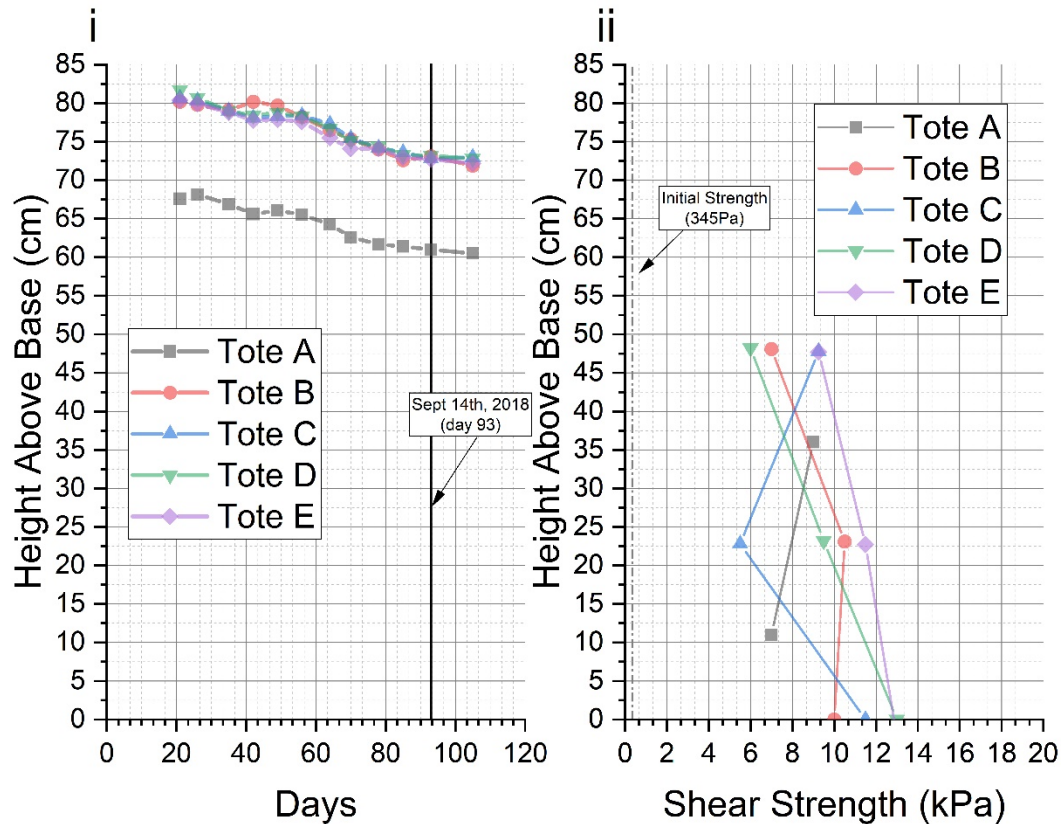 i
85
80
75
70
65
60
55
50
45
40
35
30
25
20
15
10
5
0
Height Above Base (cm)
Tote A
Tote B
Tote C
Tote D
Tote E
Sept 14th, 2018
(day 93)
0 20 40 60 80 100 120
Days
ii
85
80
75
70
65
60
55
50
45
40
35
30
25
20
15
10
5
0
Height Above Base (cm)
Initial Strength
(345Pa)
Tote A
Tote B
Tote C
Tote D
Tote E
0 2 4 6 8 10 12 14 16 18 20
Shear Strength (kPa)